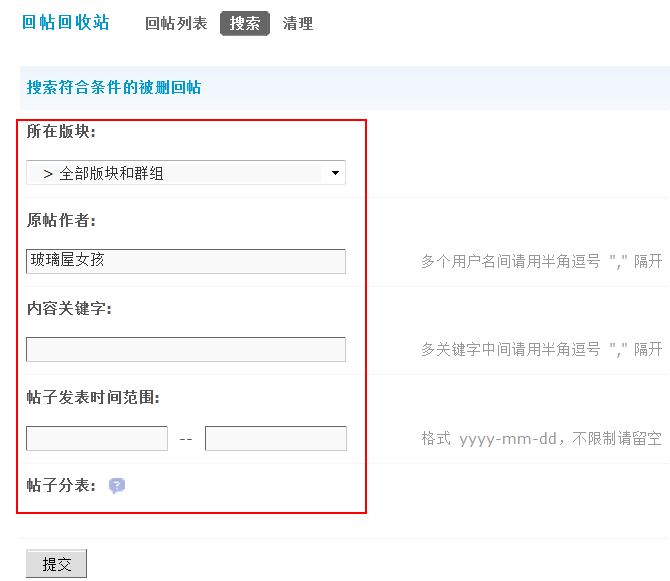 回帖回收站 回帖列表 搜索 清理
搜索符合条件的被删回帖
所在版块:
> 全部版块和群组
原帖作者:
玻璃屋女孩 多个用户名间请用半角逗号 "," 隔开
内容关键字:
多关键字中间请用半角逗号 "," 隔开
帖子发表时间范围:
-- 格式 yyyy-mm-dd，不限制请留空
帖子分表: ?
提交